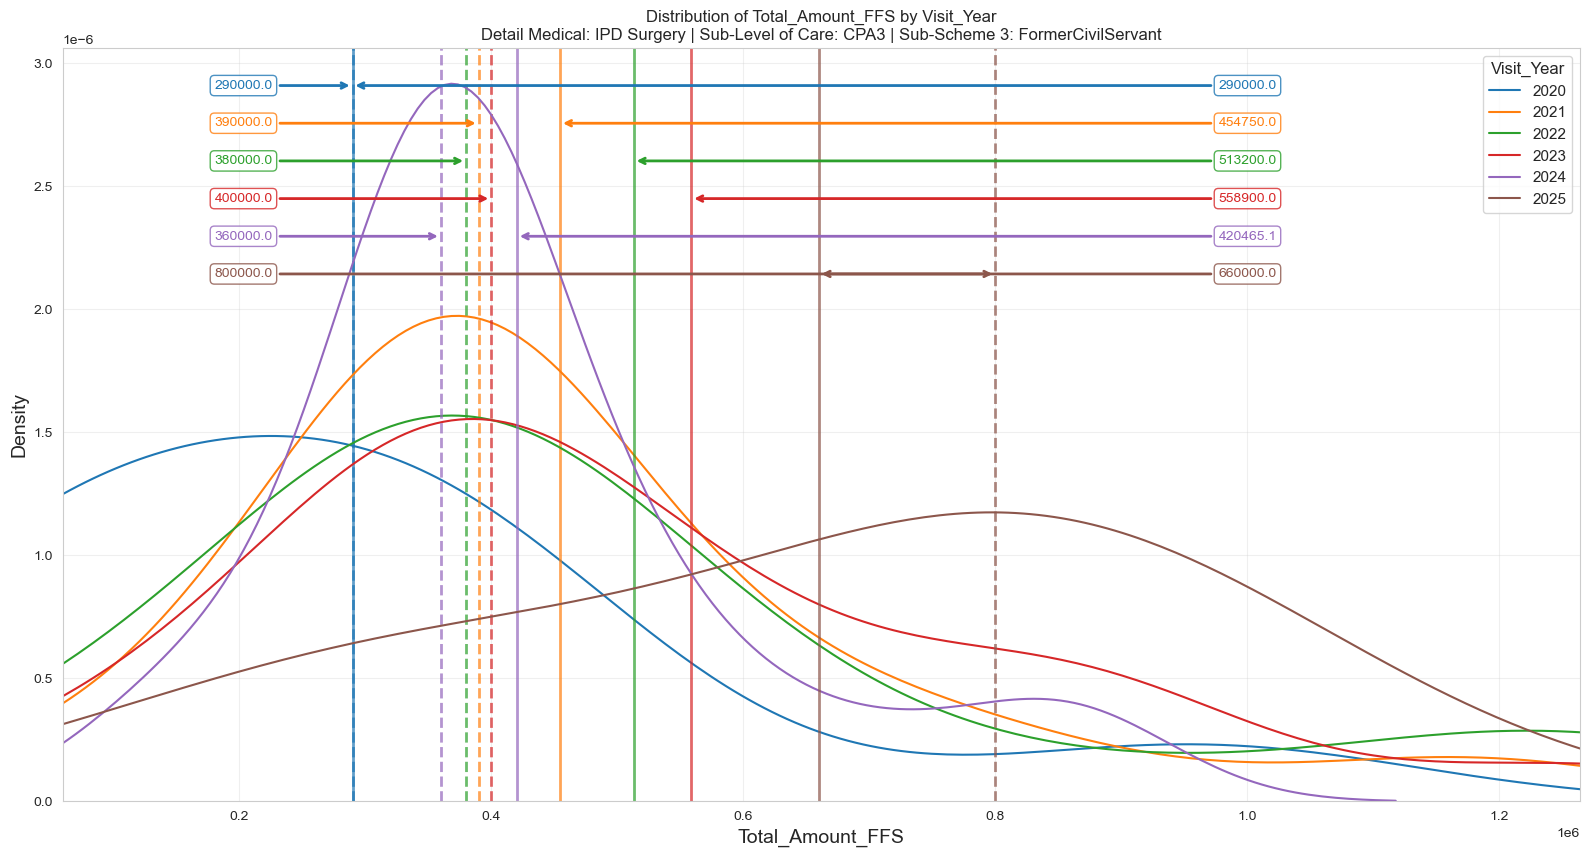 Distribution of Total_Amount_FFS by Visit_Year
Detail Medical: IPD Surgery | Sub-Level of Care: CPA3 | Sub-Scheme 3: FormerCivilServant
1e−6
3.0
2.5
2.0
1.5
1.0
0.5
0.0
Density
290000.0 290000.0
390000.0 454750.0
380000.0 513200.0
400000.0 558900.0
360000.0 420465.1
800000.0 660000.0
Visit_Year
2020
2021
2022
2023
2024
2025
0.2 0.4 0.6 0.8 1.0 1.2
1e6
Total_Amount_FFS